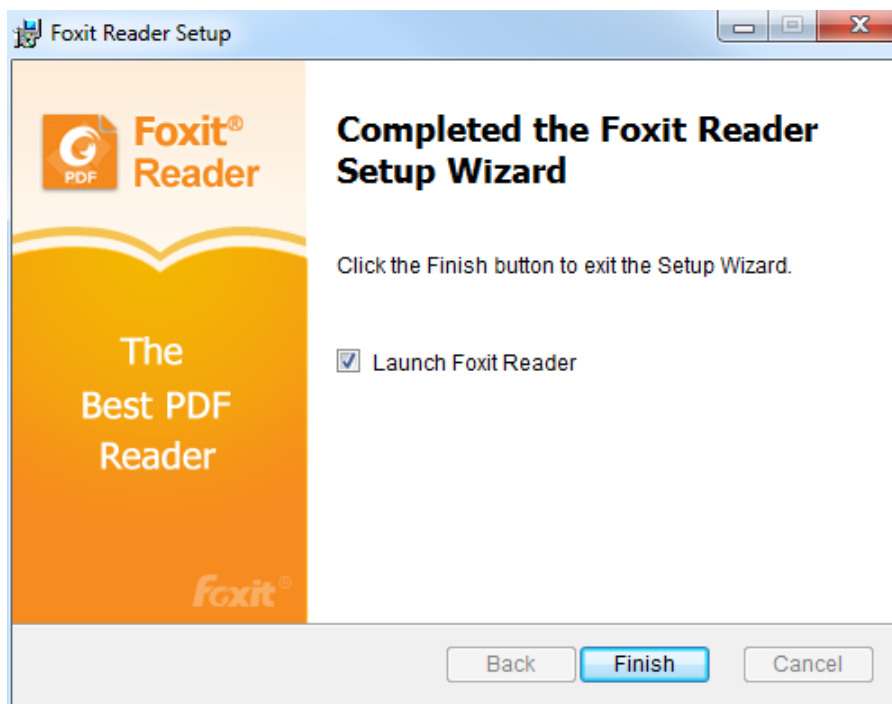 Foxit Reader Setup
Foxit®
Reader
PDF
The
Best PDF
Reader
Foxit®
Completed the Foxit Reader
Setup Wizard
Click the Finish button to exit the Setup Wizard.
Launch Foxit Reader
Back
Finish
Cancel